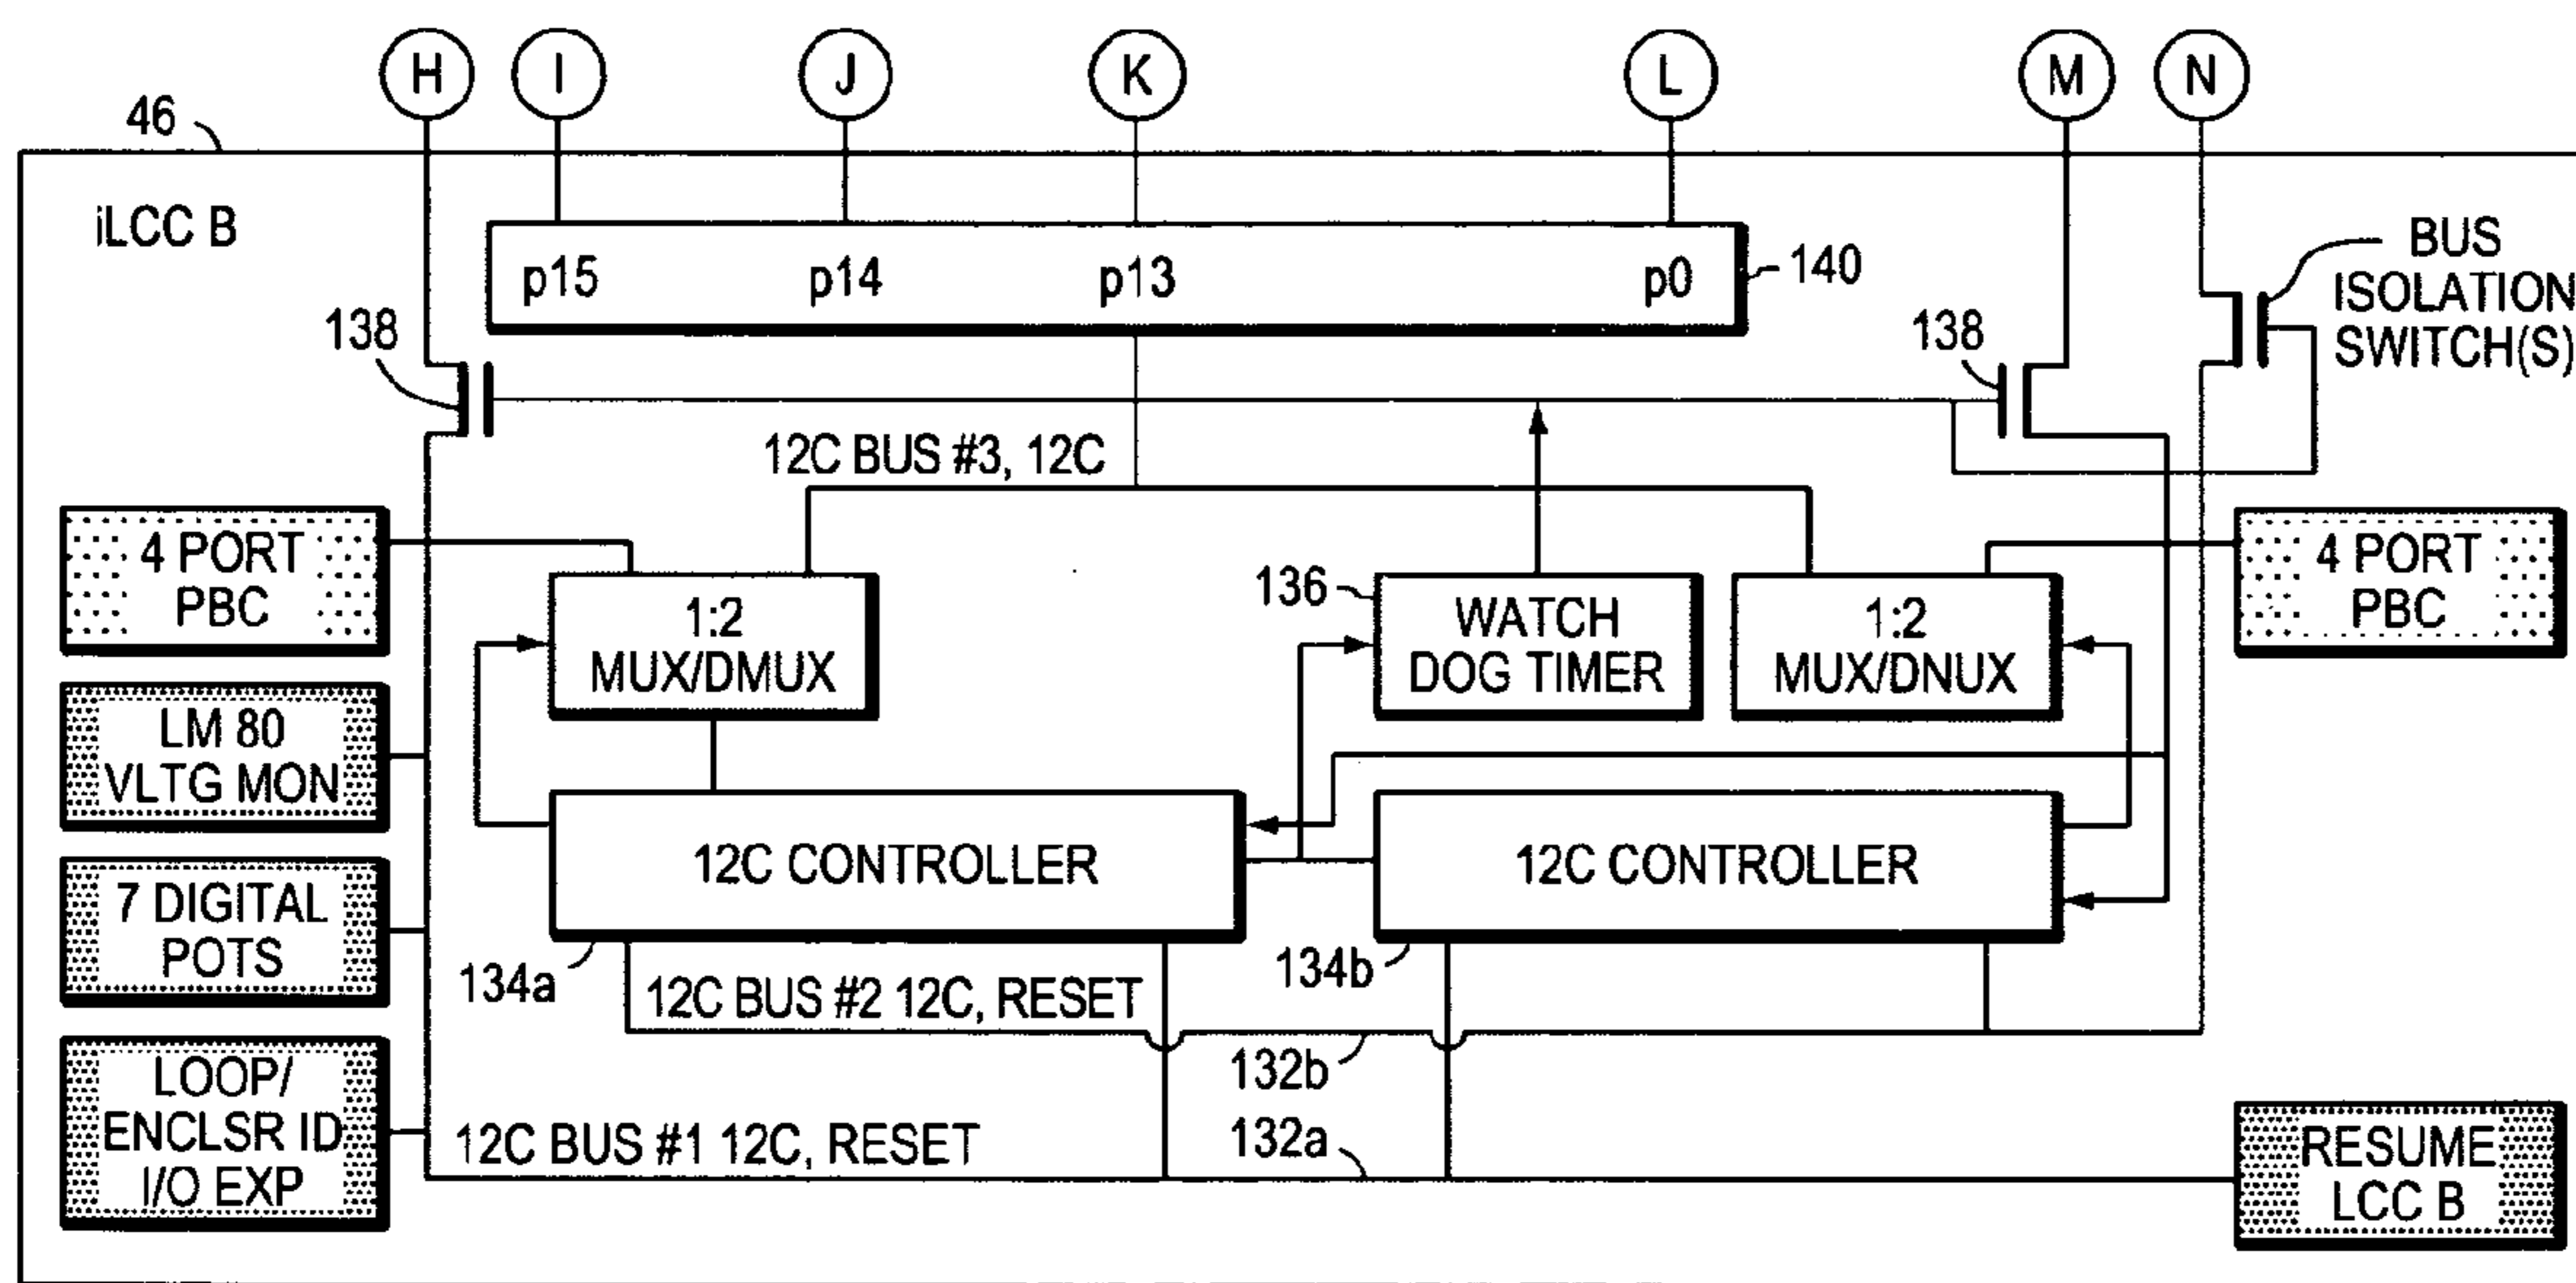 H I J K L M N
46
iLCC B
p15 p14 p13 p0
140
BUS
ISOLATION
SWITCH(S)
138
138
12C BUS #3, 12C
4 PORT
PBC
1:2
MUX/DMUX
136
WATCH
DOG TIMER
1:2
MUX/DNUX
4 PORT
PBC
LM 80
VLTG MON
12C CONTROLLER
12C CONTROLLER
7 DIGITAL
POTS
134a
134b
12C BUS #2 12C, RESET
132b
LOOP/
ENCLSR ID
I/O EXP
12C BUS #1 12C, RESET
132a
RESUME
LCC B